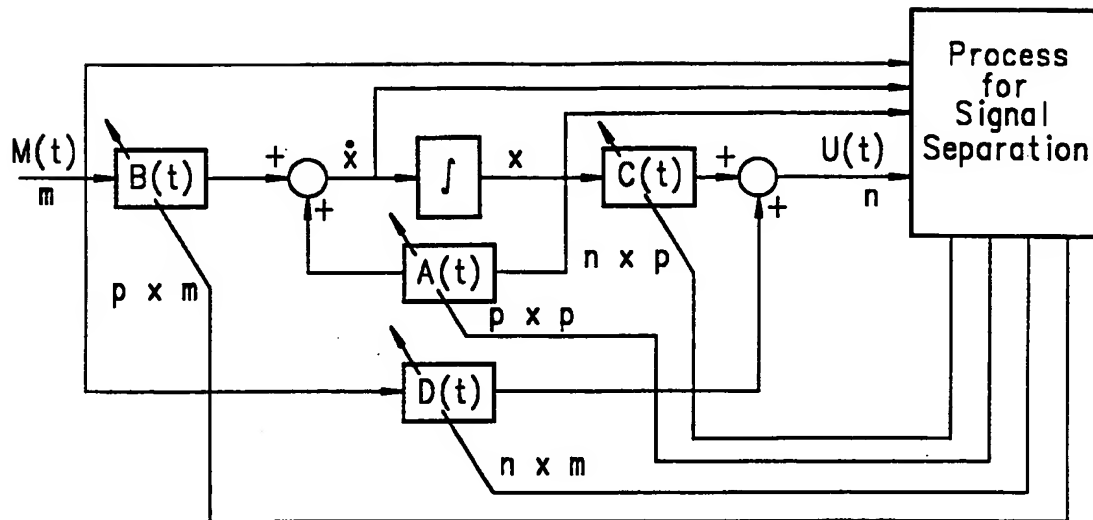 Process
for
Signal
Separation
M(t)
m
B(t)
p x m
+
+
ẋ
∫
x
A(t)
p x p
C(t)
n x p
+
+
U(t)
n
D(t)
n x m